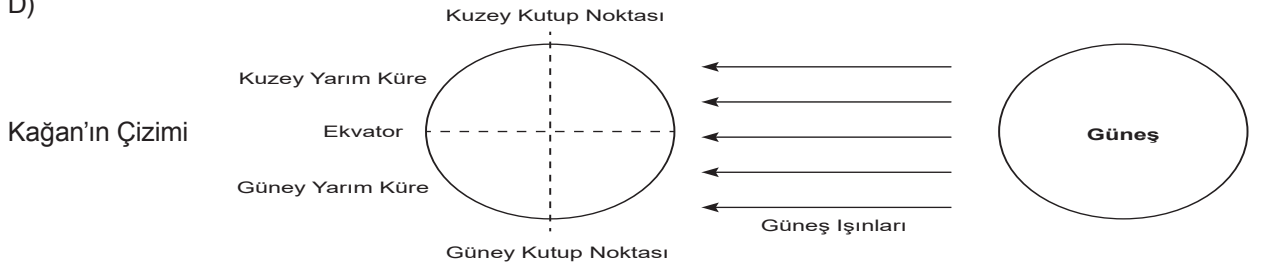 D)
Kuzey Kutup Noktası
Kuzey Yarım Küre
Kağan’ın Çizimi
Ekvator
Güneş
Güney Yarım Küre
Güneş Işınları
Güney Kutup Noktası